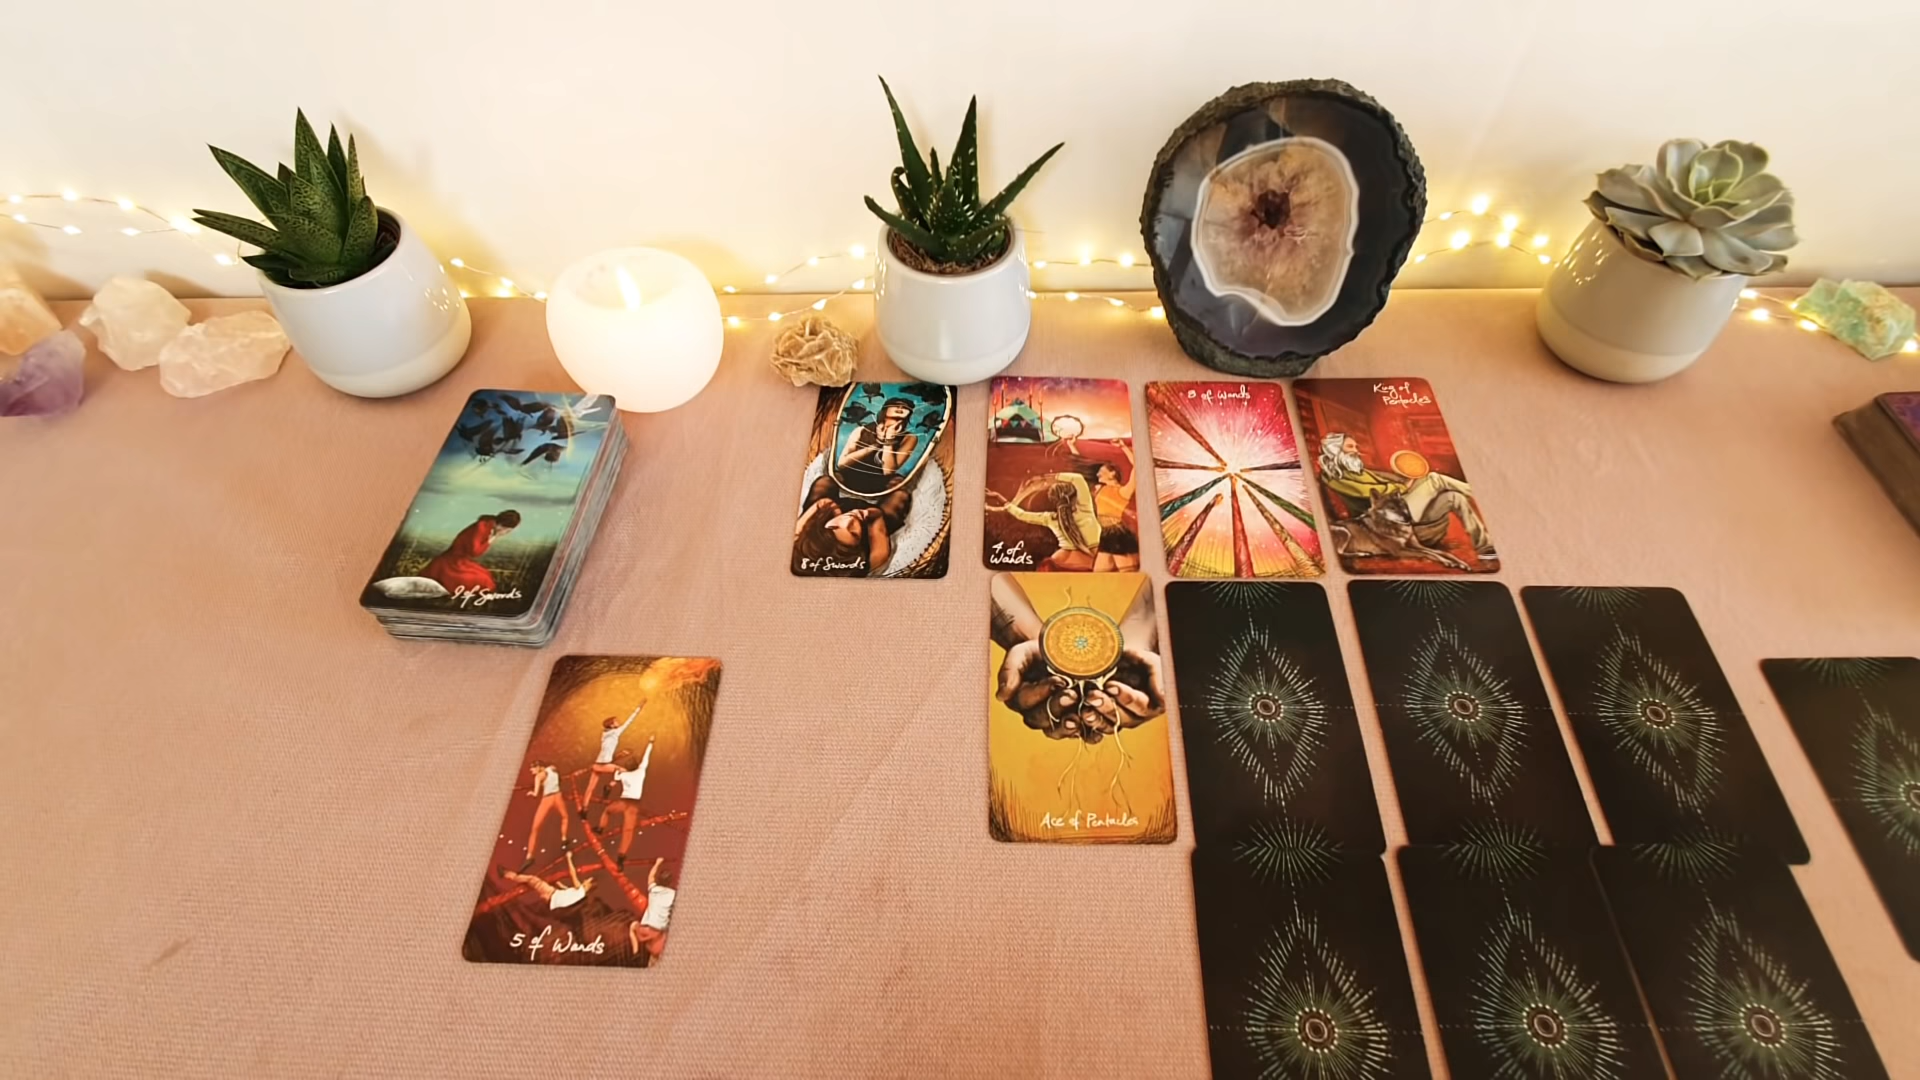 9 of Swords
8 of Swords
4 of
Wands
8 of Wands
King of
Pentacles
Ace of Pentacles
5 of Wands